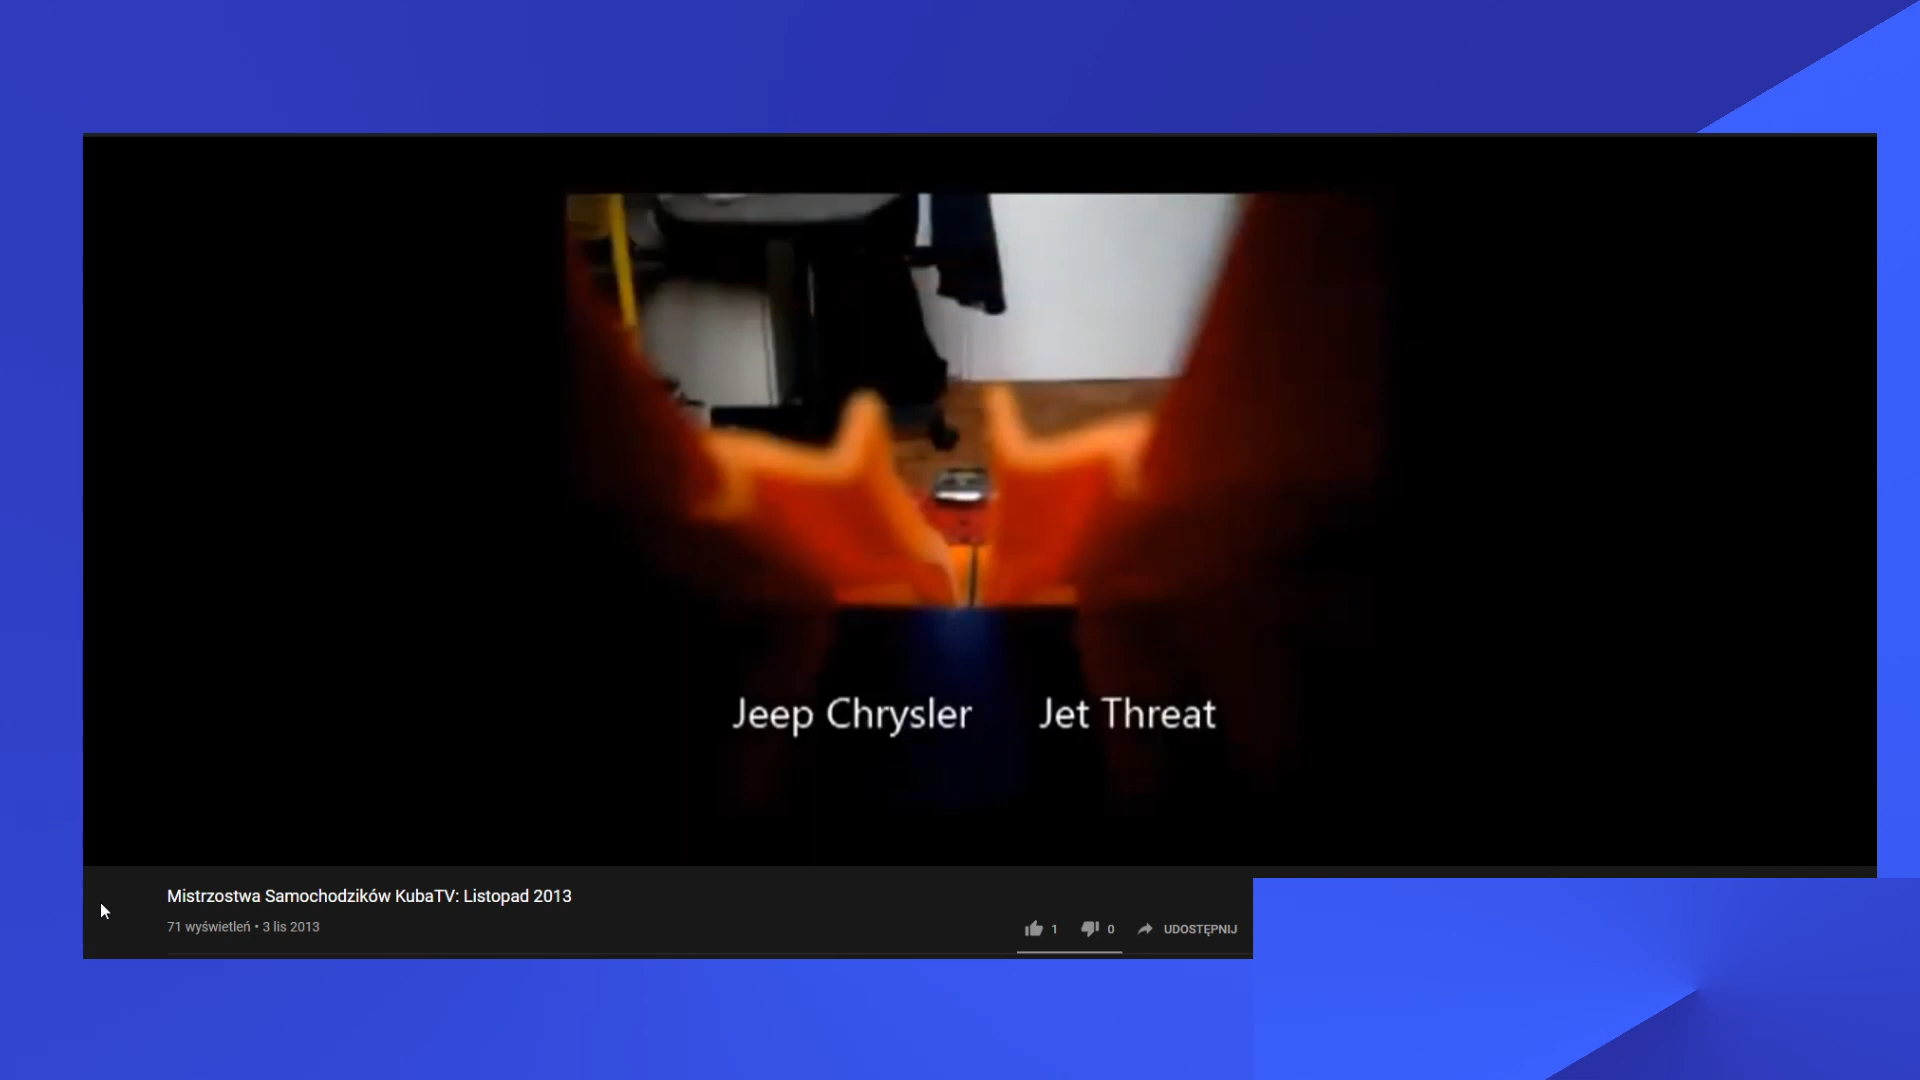 Jeep Chrysler Jet Threat
Mistrzostwa Samochodzików KubaTV: Listopad 2013
71 wyświetleń • 3 lis 2013
1 0 UDOSTĘPNIJ